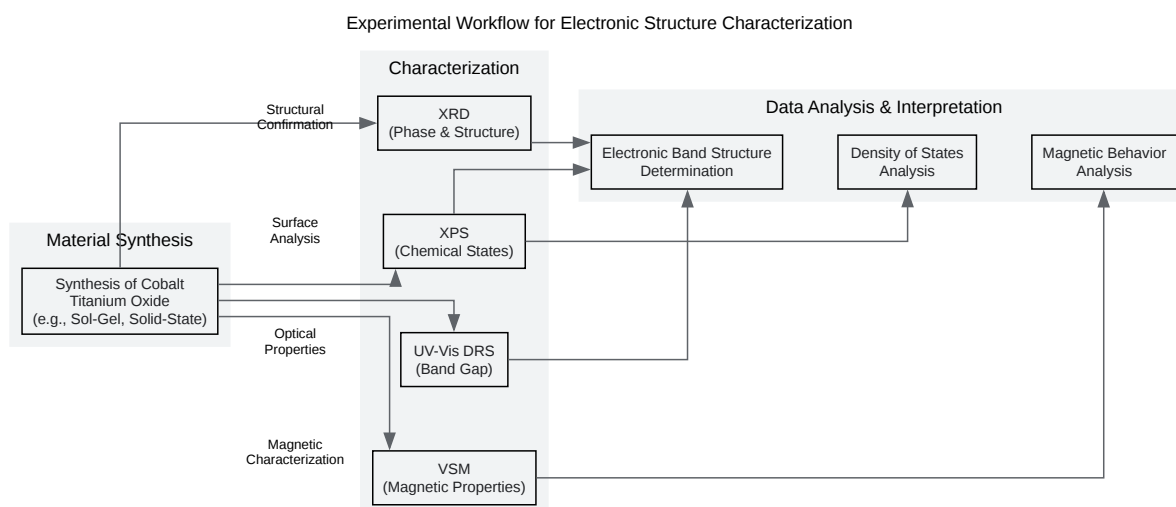 Experimental Workflow for Electronic Structure Characterization
Characterization
Data Analysis & Interpretation
Structural
Confirmation
XRD
(Phase & Structure)
Electronic Band Structure
Determination
Density of States
Analysis
Magnetic Behavior
Analysis
Surface
Analysis
XPS
(Chemical States)
Material Synthesis
Synthesis of Cobalt
Titanium Oxide
(e.g., Sol-Gel, Solid-State)
Optical
Properties
UV-Vis DRS
(Band Gap)
Magnetic
Characterization
VSM
(Magnetic Properties)